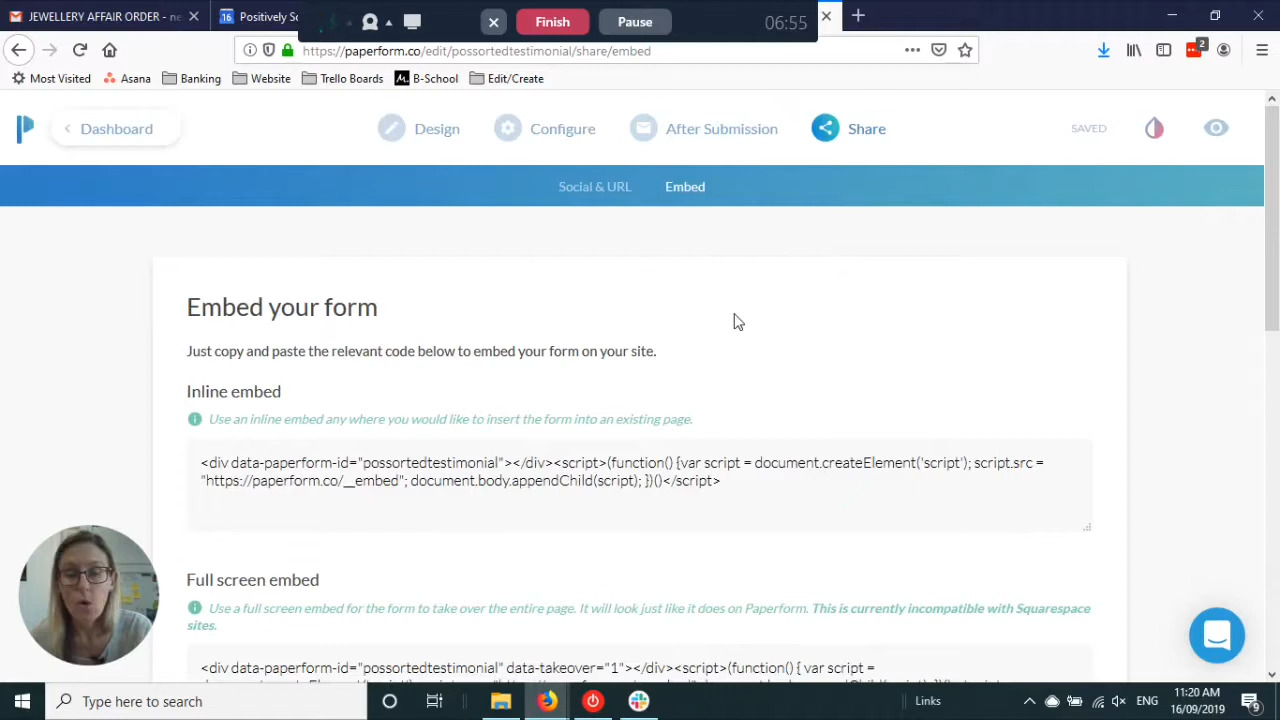 JEWELLERY AFFAIR ORDER - ne
16 Positively So
Finish
Pause
06:55
https://paperform.co/edit/possortedtestimonial/share/embed
2
Most Visited
Asana
Banking
Website
Trello Boards
B-School
Edit/Create
Dashboard
Design
Configure
After Submission
Share
SAVED
Social & URL
Embed
Embed your form
Just copy and paste the relevant code below to embed your form on your site.
Inline embed
Use an inline embed any where you would like to insert the form into an existing page.
<div data-paperform-id="possortedtestimonial"></div><script>(function() {var script = document.createElement('script'); script.src =
"https://paperform.co/__embed"; document.body.appendChild(script); })()</script>
Full screen embed
Use a full screen embed for the form to take over the entire page. It will look just like it does on Paperform. This is currently incompatible with Squarespace
sites.
<div data-paperform-id="possortedtestimonial" data-takeover="1"></div><script>(function() { var script =
Type here to search
Links
ENG
11:20 AM
16/09/2019
9